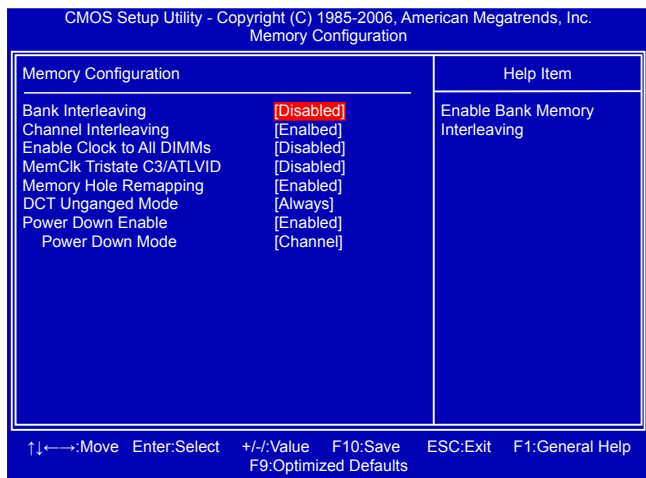 CMOS Setup Utility - Copyright (C) 1985-2006, American Megatrends, Inc.
Memory Configuration
Memory Configuration
Help Item
Bank Interleaving [Disabled]
Channel Interleaving [Enalbed]
Enable Clock to All DIMMs [Disabled]
MemClk Tristate C3/ATLVID [Disabled]
Memory Hole Remapping [Enabled]
DCT Unganged Mode [Always]
Power Down Enable [Enabled]
Power Down Mode [Channel]
Enable Bank Memory
Interleaving
↑↓←→:Move Enter:Select +/-/:Value F10:Save ESC:Exit F1:General Help
F9:Optimized Defaults